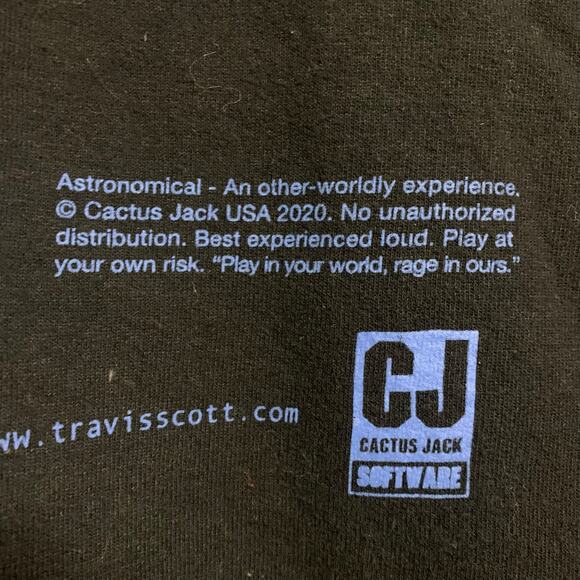 Astronomical - An other-worldly experience.
© Cactus Jack USA 2020. No unauthorized
distribution. Best experienced loud. Play at
your own risk. “Play in your world, rage in ours.”
ww.travisscott.com
CJ
CACTUS JACK
SOFTWARE